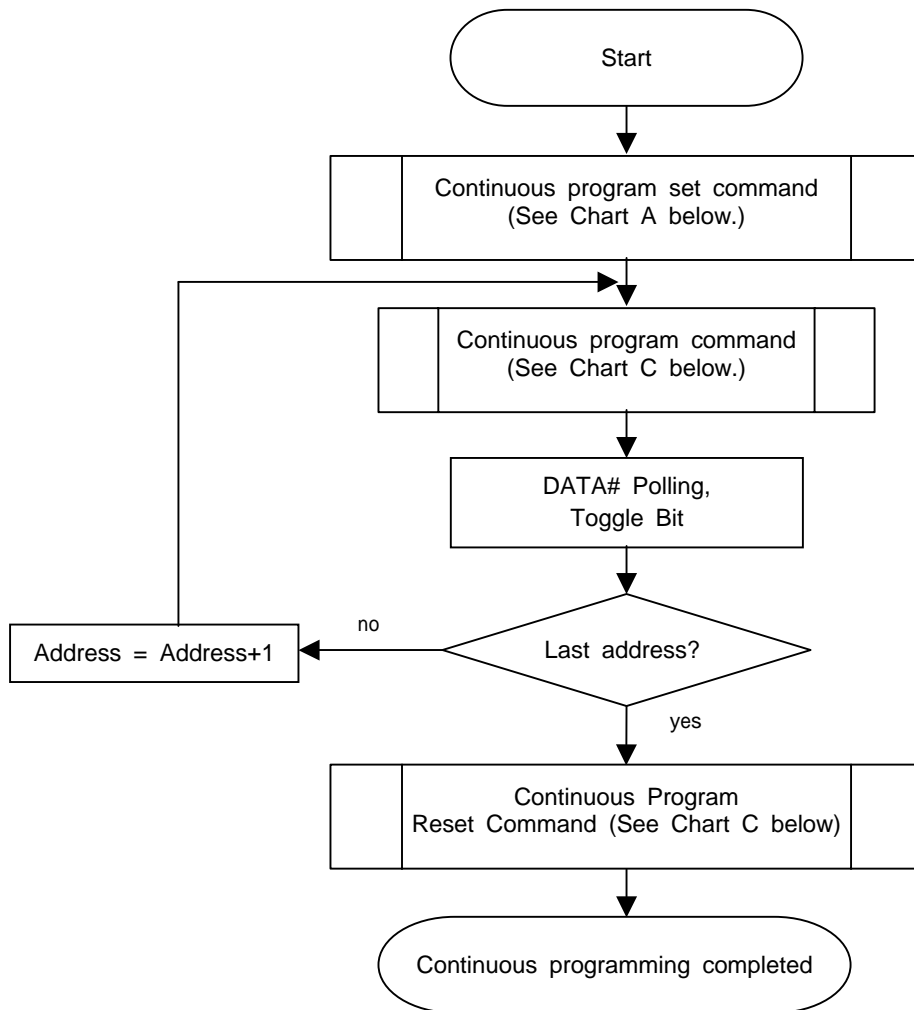 Start
Continuous program set command
(See Chart A below.)
Continuous program command
(See Chart C below.)
DATA# Polling,
Toggle Bit
Last address?
no
Address = Address+1
yes
Continuous Program
Reset Command (See Chart C below)
Continuous programming completed